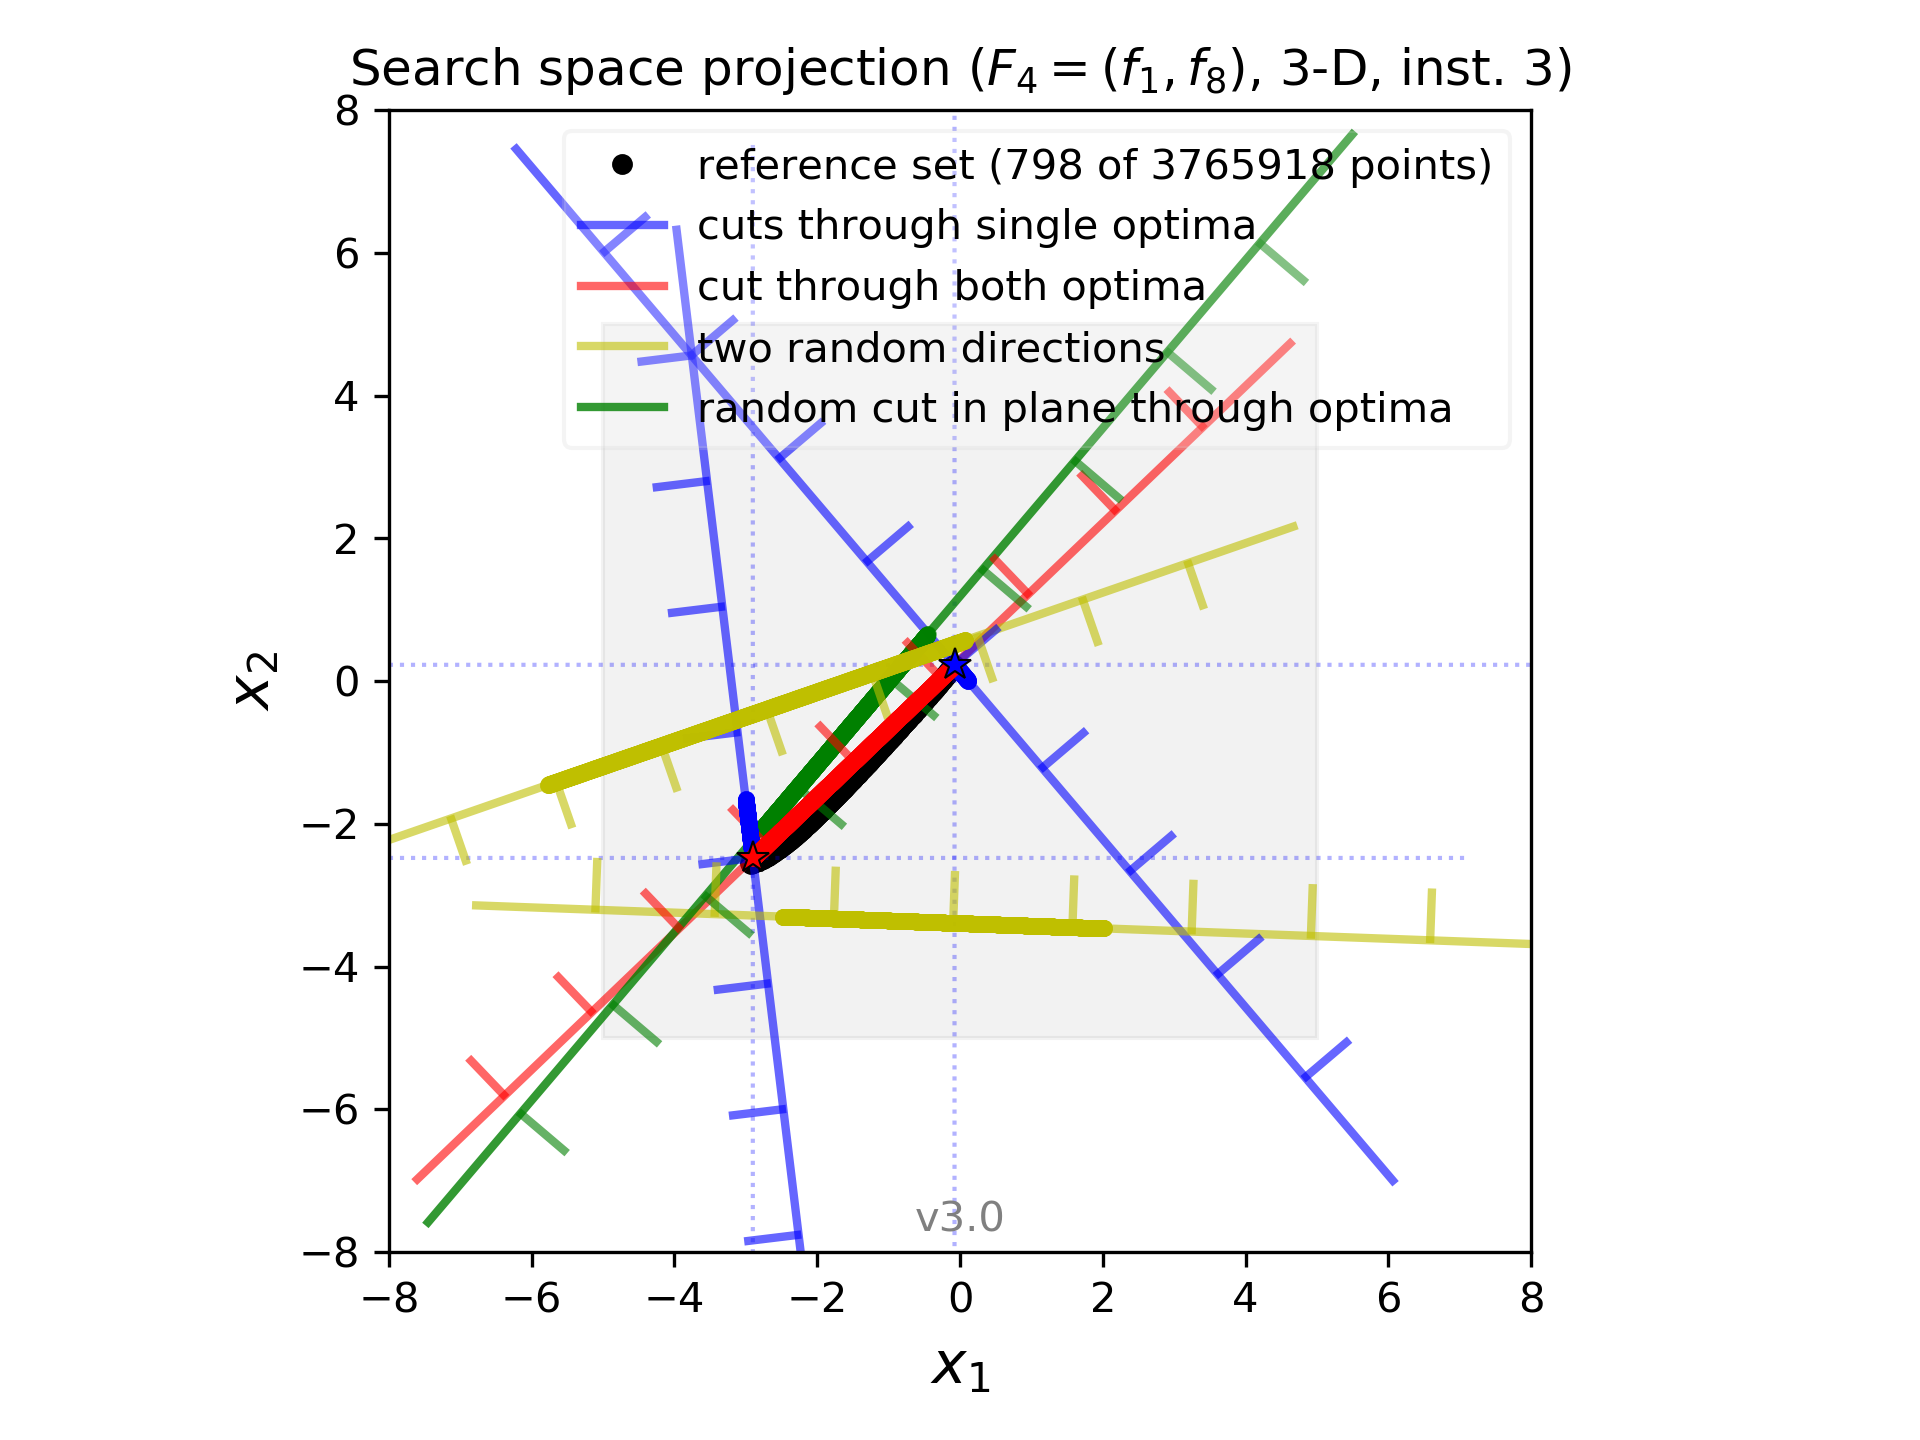 Search space projection (F₄ = (f₁, f₈), 3-D, inst. 3)
reference set (798 of 3765918 points)
cuts through single optima
cut through both optima
two random directions
random cut in plane through optima
8
6
4
2
0
−2
−4
−6
−8
x₂
v3.0
−8 −6 −4 −2 0 2 4 6 8
x₁